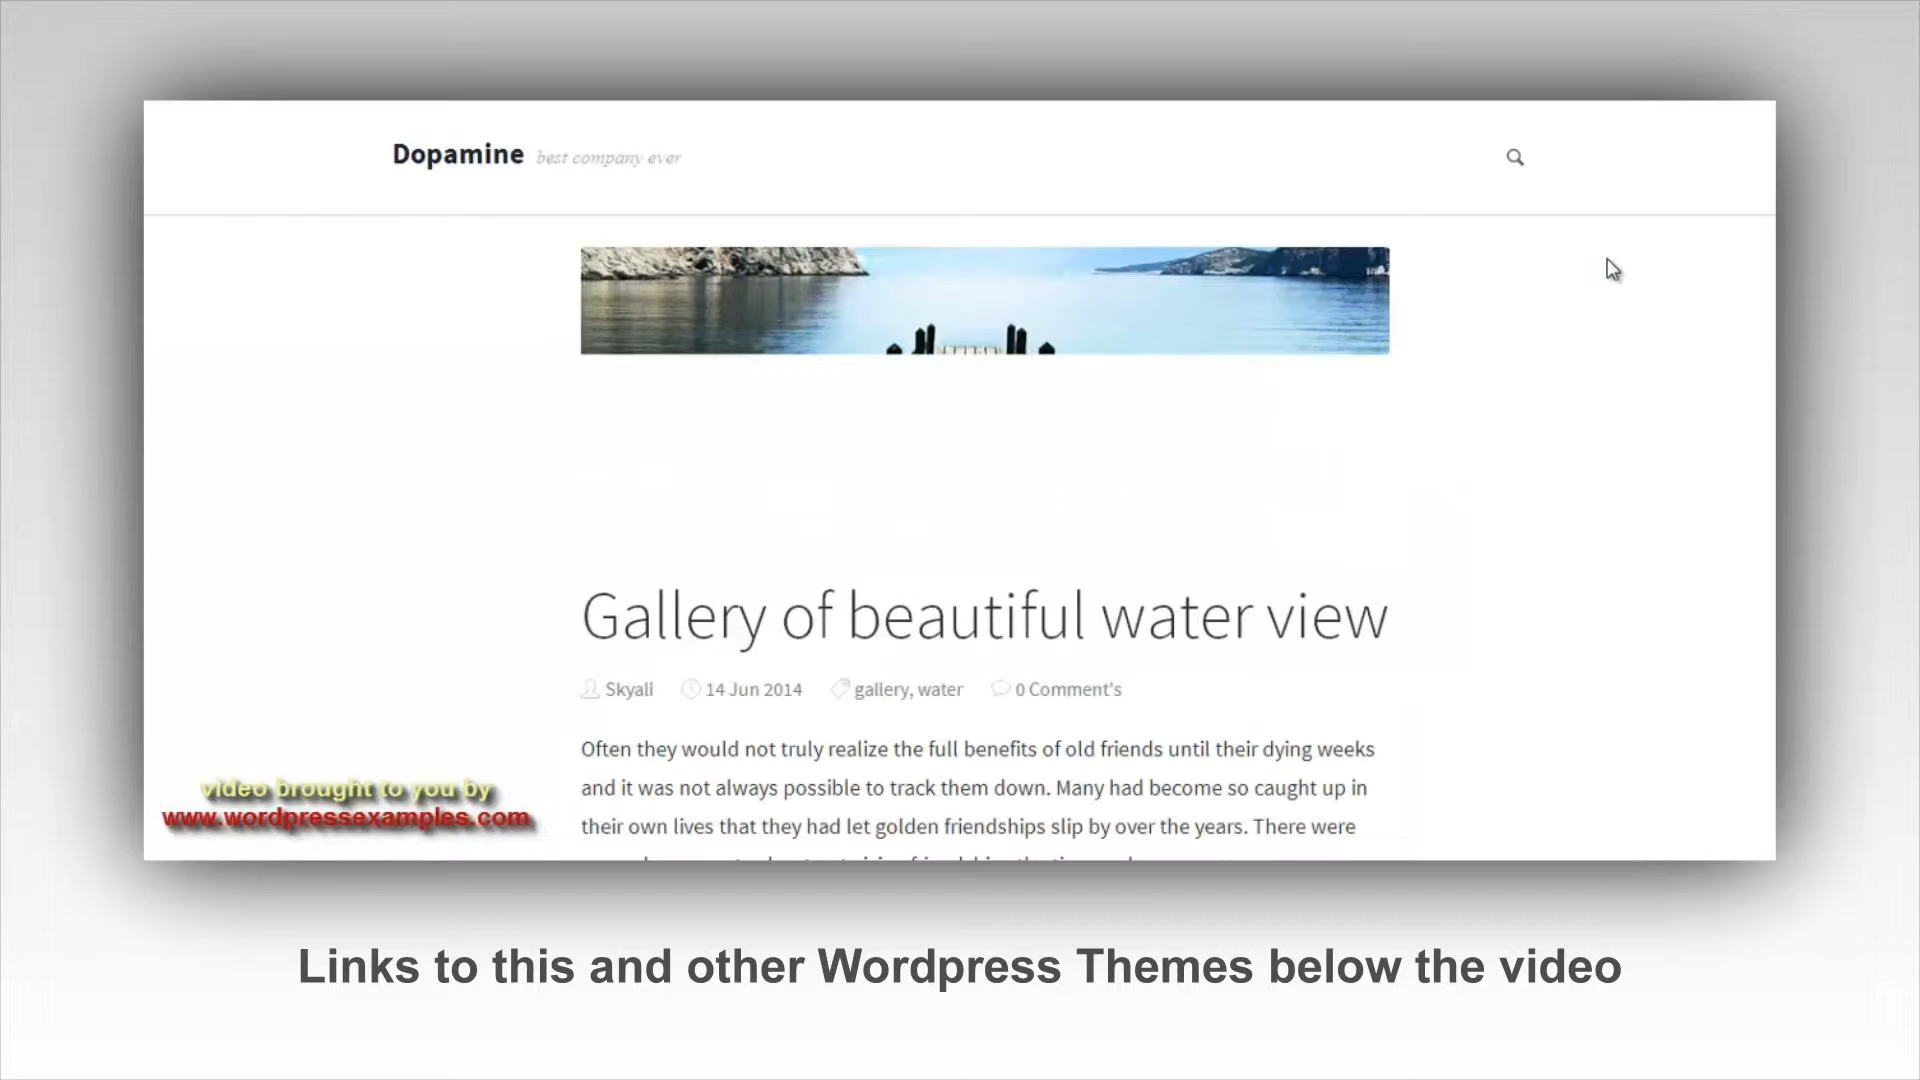 Dopamine best company ever
Gallery of beautiful water view
Skyali 14 Jun 2014 gallery, water 0 Comment's
Often they would not truly realize the full benefits of old friends until their dying weeks
and it was not always possible to track them down. Many had become so caught up in
their own lives that they had let golden friendships slip by over the years. There were
video brought to you by
www.wordpressexamples.com
Links to this and other Wordpress Themes below the video